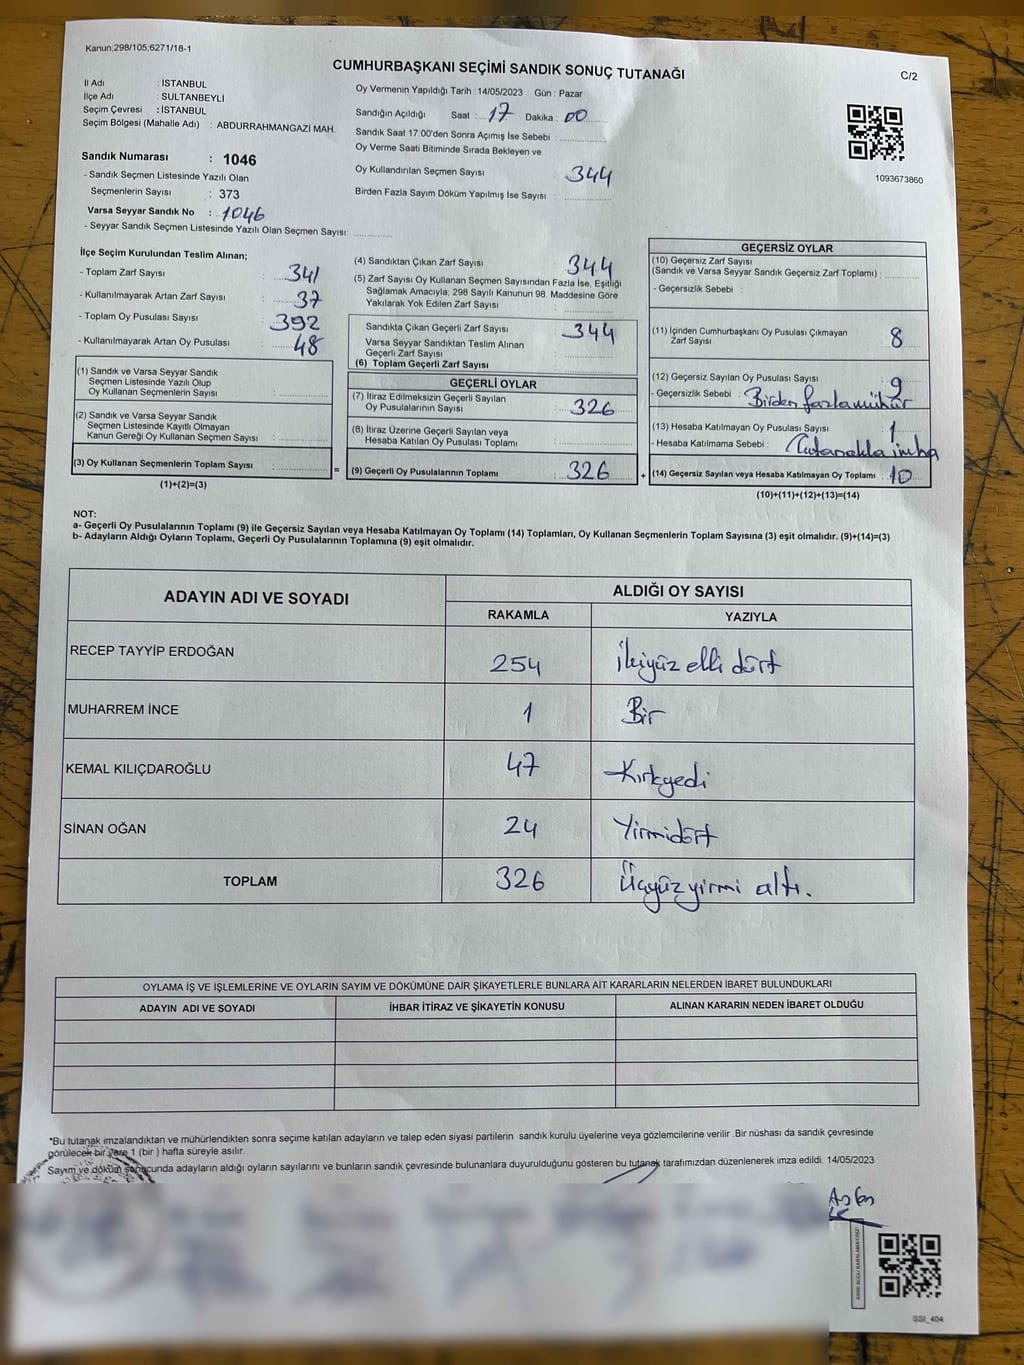 Kanun;298/105;6271/18-1
CUMHURBAŞKANI SEÇİMİ SANDIK SONUÇ TUTANAĞI
C/2
İl Adı : İSTANBUL
İlçe Adı : SULTANBEYLİ
Seçim Çevresi : İSTANBUL
Seçim Bölgesi (Mahalle Adı) : ABDURRAHMANGAZİ MAH.
Sandık Numarası : 1046
- Sandık Seçmen Listesinde Yazılı Olan
Seçmenlerin Sayısı : 373
Varsa Seyyar Sandık No : 1046
- Seyyar Sandık Seçmen Listesinde Yazılı Olan Seçmen Sayısı:
Oy Vermenin Yapıldığı Tarih : 14/05/2023 Gün : Pazar
Sandığın Açıldığı Saat : 17 Dakika : 00
Sandık Saat 17:00'den Sonra Açımış İse Sebebi :
Oy Verme Saati Bitiminde Sırada Bekleyen ve
Oy Kullandırılan Seçmen Sayısı : 344
Birden Fazla Sayım Döküm Yapılmış İse Sayısı :
1093673860
İlçe Seçim Kurulundan Teslim Alınan;
- Toplam Zarf Sayısı : 341
- Kullanılmayarak Artan Zarf Sayısı : 37
- Toplam Oy Pusulası Sayısı : 392
- Kullanılmayarak Artan Oy Pusulası : 48
(1) Sandık ve Varsa Seyyar Sandık
Seçmen Listesinde Yazılı Olup
Oy Kullanan Seçmenlerin Sayısı :
(2) Sandık ve Varsa Seyyar Sandık
Seçmen Listesinde Kayıtlı Olmayan
Kanun Gereği Oy Kullanan Seçmen Sayısı :
(3) Oy Kullanan Seçmenlerin Toplam Sayısı :
(1)+(2)=(3)
(4) Sandıktan Çıkan Zarf Sayısı : 344
(5) Zarf Sayısı Oy Kullanan Seçmen Sayısından Fazla İse, Eşitliği
Sağlamak Amacıyla; 298 Sayılı Kanunun 98. Maddesine Göre
Yakılarak Yok Edilen Zarf Sayısı :
Sandıkta Çıkan Geçerli Zarf Sayısı : 344
Varsa Seyyar Sandıktan Teslim Alınan
Geçerli Zarf Sayısı :
(6) Toplam Geçerli Zarf Sayısı :
GEÇERLİ OYLAR
(7) İtiraz Edilmeksizin Geçerli Sayılan
Oy Pusulalarının Sayısı : 326
(8) İtiraz Üzerine Geçerli Sayılan veya
Hesaba Katılan Oy Pusulası Toplamı :
= (9) Geçerli Oy Pusulalarının Toplamı : 326 +
GEÇERSİZ OYLAR
(10) Geçersiz Zarf Sayısı
(Sandık ve Varsa Seyyar Sandık Geçersiz Zarf Toplamı) :
- Geçersizlik Sebebi :
(11) İçinden Cumhurbaşkanı Oy Pusulası Çıkmayan
Zarf Sayısı : 8
(12) Geçersiz Sayılan Oy Pusulası Sayısı : 9
- Geçersizlik Sebebi : Birden fazla mühür
(13) Hesaba Katılmayan Oy Pusulası Sayısı : 1
- Hesaba Katılmama Sebebi : Tutanakla imha
(14) Geçersiz Sayılan veya Hesaba Katılmayan Oy Toplamı : 10
(10)+(11)+(12)+(13)=(14)
NOT:
a- Geçerli Oy Pusulalarının Toplamı (9) ile Geçersiz Sayılan veya Hesaba Katılmayan Oy Toplamı (14) Toplamları, Oy Kullanan Seçmenlerin Toplam Sayısına (3) eşit olmalıdır. (9)+(14)=(3)
b- Adayların Aldığı Oyların Toplamı, Geçerli Oy Pusulalarının Toplamına (9) eşit olmalıdır.
ADAYIN ADI VE SOYADI
ALDIĞI OY SAYISI
RAKAMLA YAZIYLA
RECEP TAYYİP ERDOĞAN 254 İkiyüz elli dört
MUHARREM İNCE 1 Bir
KEMAL KILIÇDAROĞLU 47 Kırkyedi
SİNAN OĞAN 24 Yirmidört
TOPLAM 326 Üçyüz yirmi altı.
OYLAMA İŞ VE İŞLEMLERİNE VE OYLARIN SAYIM VE DÖKÜMÜNE DAİR ŞİKAYETLERLE BUNLARA AİT KARARLARIN NELERDEN İBARET BULUNDUKLARI
ADAYIN ADI VE SOYADI İHBAR İTİRAZ VE ŞİKAYETİN KONUSU ALINAN KARARIN NEDEN İBARET OLDUĞU
*Bu tutanak imzalandıktan ve mühürlendikten sonra seçime katılan adayların ve talep eden siyasi partilerin sandık kurulu üyelerine veya gözlemcilerine verilir .Bir nüshası da sandık çevresinde
görülecek bir yere 1 (bir ) hafta süreyle asılır.
Sayım ve döküm sonucunda adayların aldığı oyların sayılarını ve bunların sandık çevresinde bulunanlara duyurulduğunu gösteren bu tutanak tarafımızdan düzenlenerek imza edildi. 14/05/2023
SSI_404